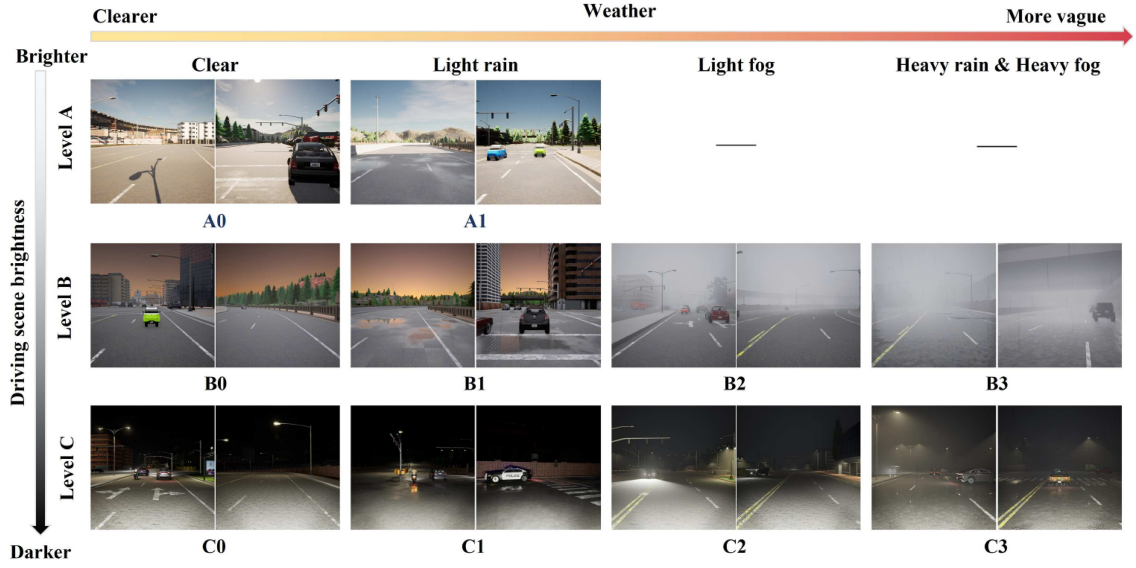 Weather
Clearer
More vague
Brighter
Clear
Light rain
Light fog
Heavy rain & Heavy fog
Driving scene brightness
Level A
A0
A1
Level B
B0
B1
B2
B3
Level C
POLICE
C0
C1
C2
C3
Darker